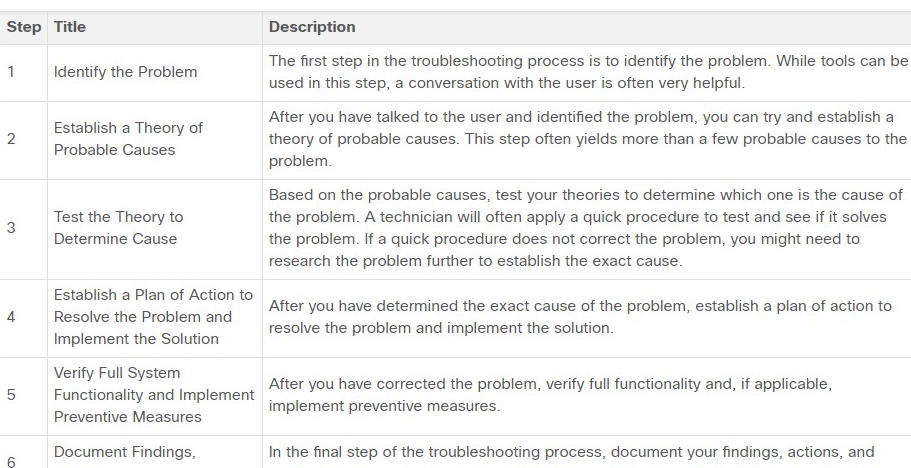 Step Title Description
1 Identify the Problem
The first step in the troubleshooting process is to identify the problem. While tools can be
used in this step, a conversation with the user is often very helpful.
2 Establish a Theory of
Probable Causes
After you have talked to the user and identified the problem, you can try and establish a
theory of probable causes. This step often yields more than a few probable causes to the
problem.
3 Test the Theory to
Determine Cause
Based on the probable causes, test your theories to determine which one is the cause of
the problem. A technician will often apply a quick procedure to test and see if it solves
the problem. If a quick procedure does not correct the problem, you might need to
research the problem further to establish the exact cause.
4 Establish a Plan of Action to
Resolve the Problem and
Implement the Solution
After you have determined the exact cause of the problem, establish a plan of action to
resolve the problem and implement the solution.
5 Verify Full System
Functionality and Implement
Preventive Measures
After you have corrected the problem, verify full functionality and, if applicable,
implement preventive measures.
6 Document Findings,
In the final step of the troubleshooting process, document your findings, actions, and